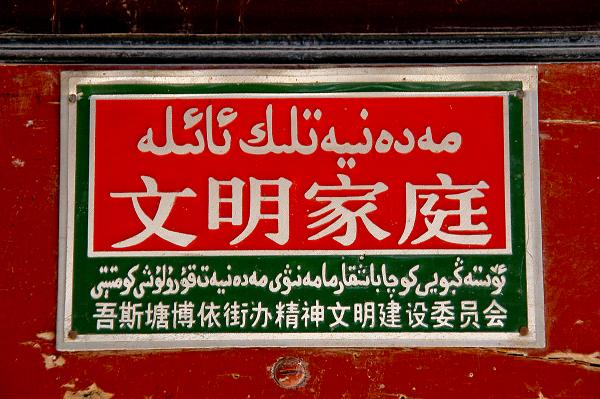 مەدەنىيەتلىك ئائىلە
文明家庭
ئۆستەڭبويى كوچا باشقارما مەنىۋى مەدەنىيەت قۇرۇلۇشى كومىتېتى
吾斯塘博依街办精神文明建设委员会